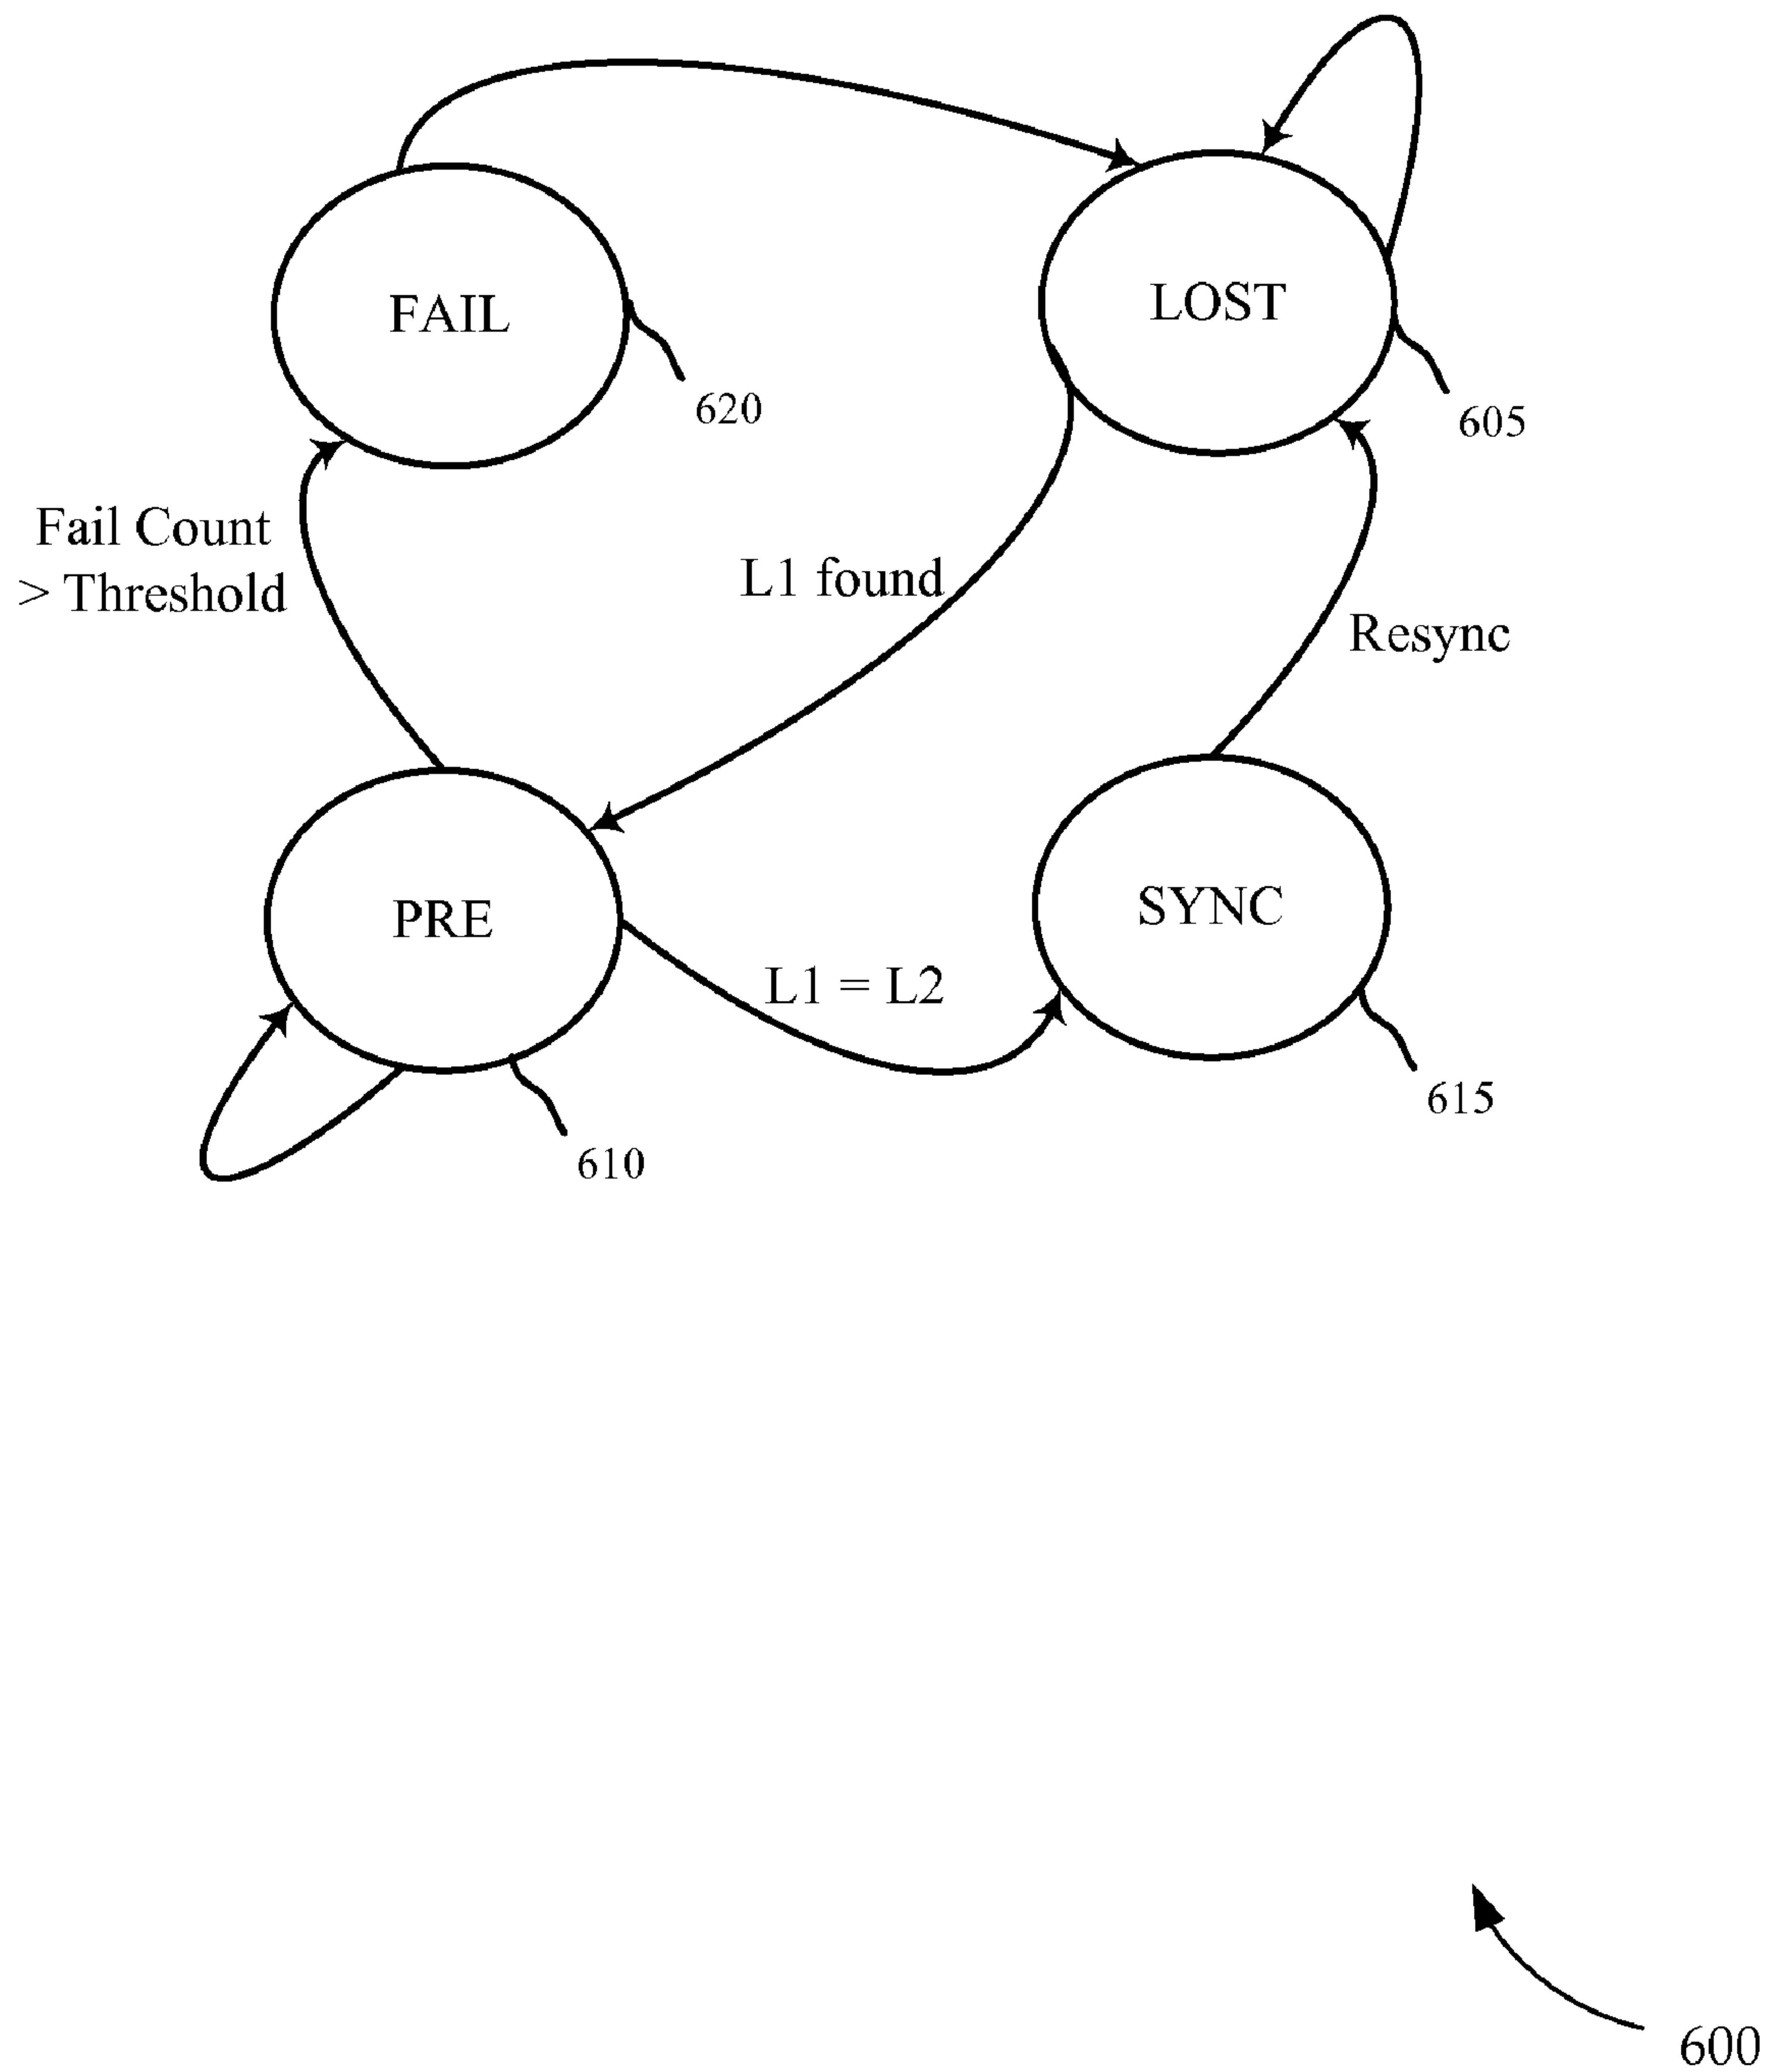 FAIL
LOST
620
605
Fail Count
> Threshold
L1 found
Resync
PRE
SYNC
L1 = L2
615
610
600